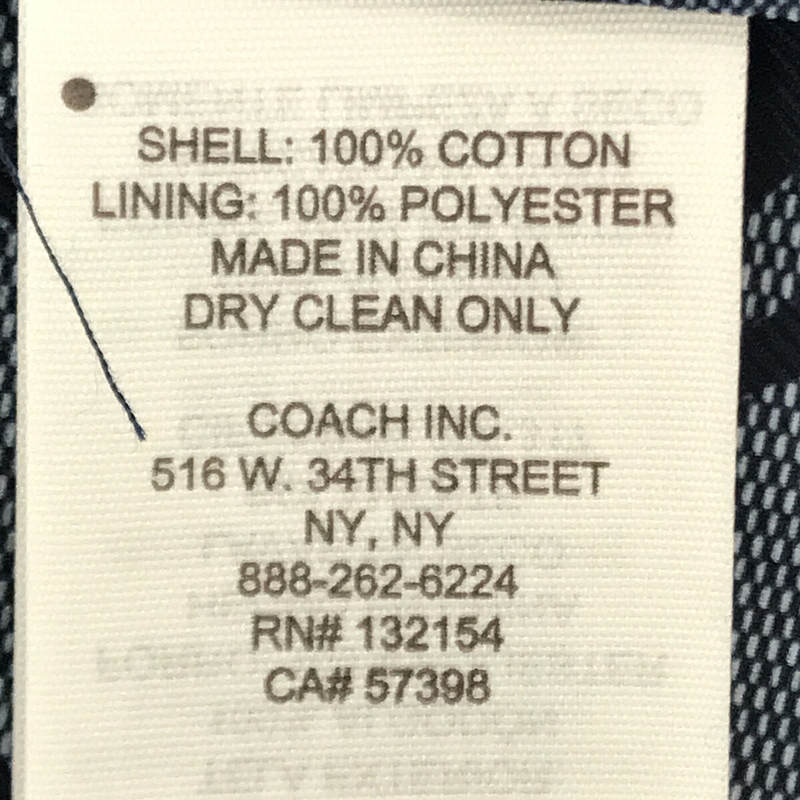 SHELL: 100% COTTON
LINING: 100% POLYESTER
MADE IN CHINA
DRY CLEAN ONLY
COACH INC.
516 W. 34TH STREET
NY, NY
888-262-6224
RN# 132154
CA# 57398